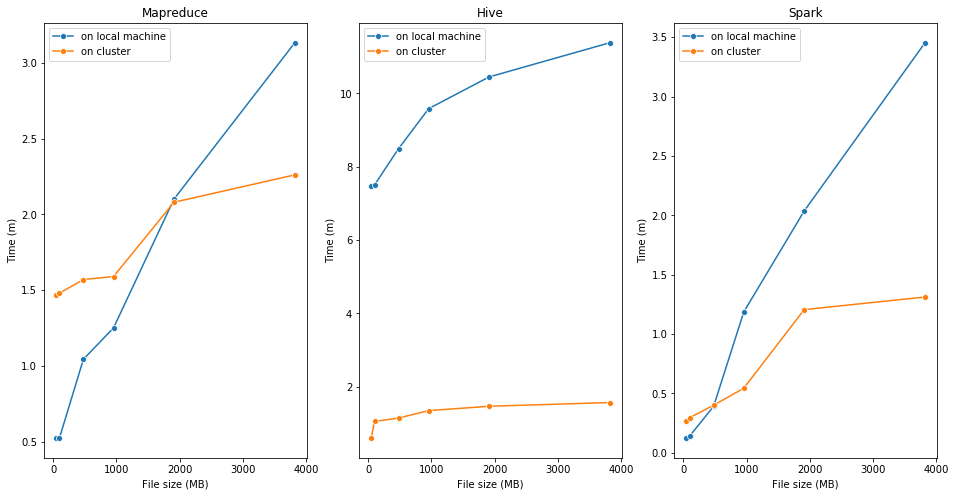 Mapreduce
on local machine
on cluster
Time (m)
3.0
2.5
2.0
1.5
1.0
0.5
0
1000
2000
3000
4000
File size (MB)
Hive
on local machine
on cluster
Time (m)
10
8
6
4
2
0
1000
2000
3000
4000
File size (MB)
Spark
on local machine
on cluster
Time (m)
3.5
3.0
2.5
2.0
1.5
1.0
0.5
0.0
0
1000
2000
3000
4000
File size (MB)